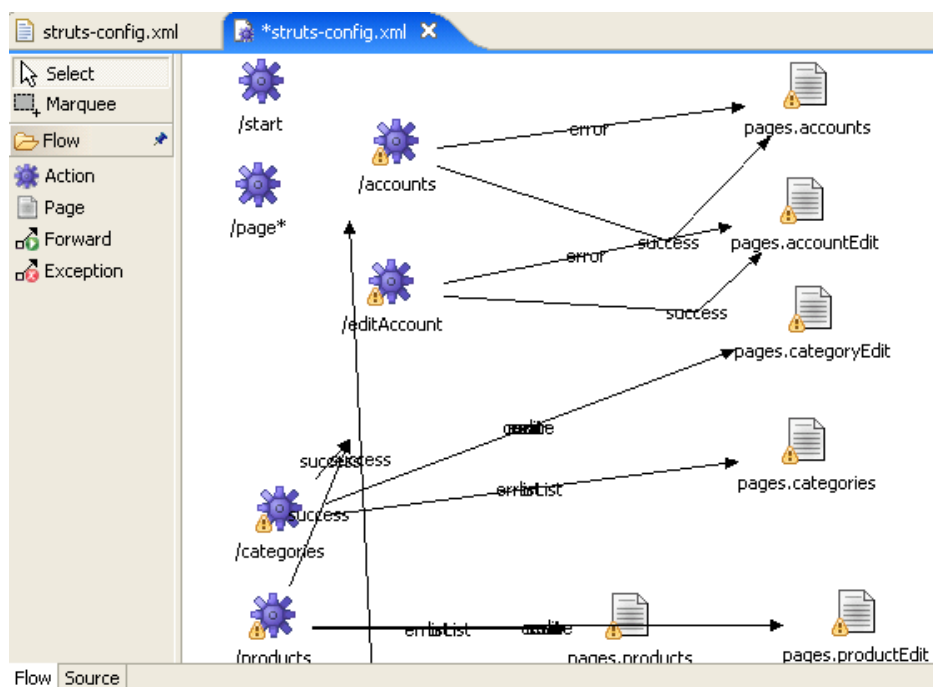 struts-config.xml
*struts-config.xml
Select
Marquee
Flow
Action
Page
Forward
Exception
/start
/accounts
/page*
/editAccount
/categories
/products
error
success
error
success
success
success
success
pages.accounts
pages.accountEdit
pages.categoryEdit
pages.categories
pages.products
pages.productEdit
Flow
Source